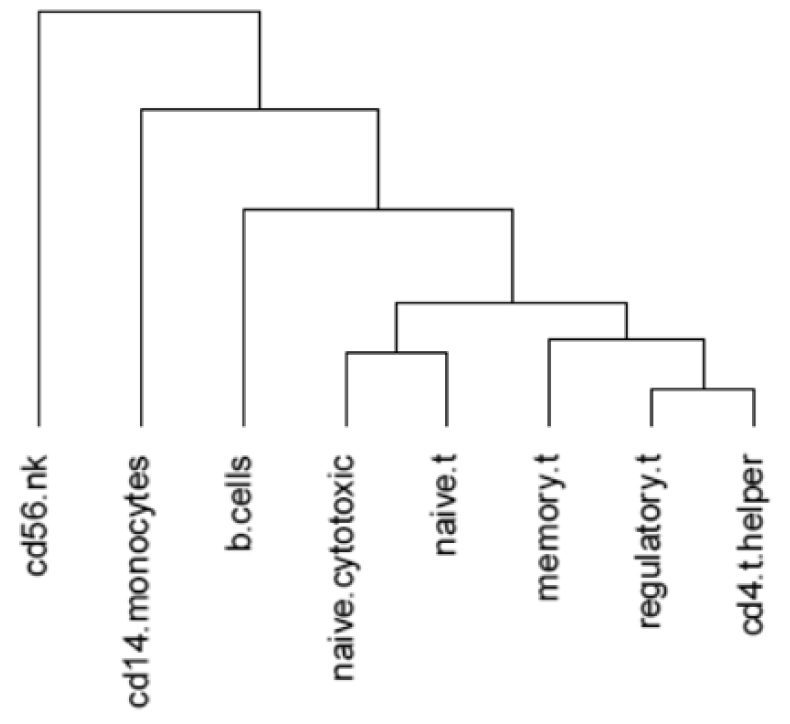 cd56.nk
cd14.monocytes
b.cells
naive.cytotoxic
naive.t
memory.t
regulatory.t
cd4.t.helper